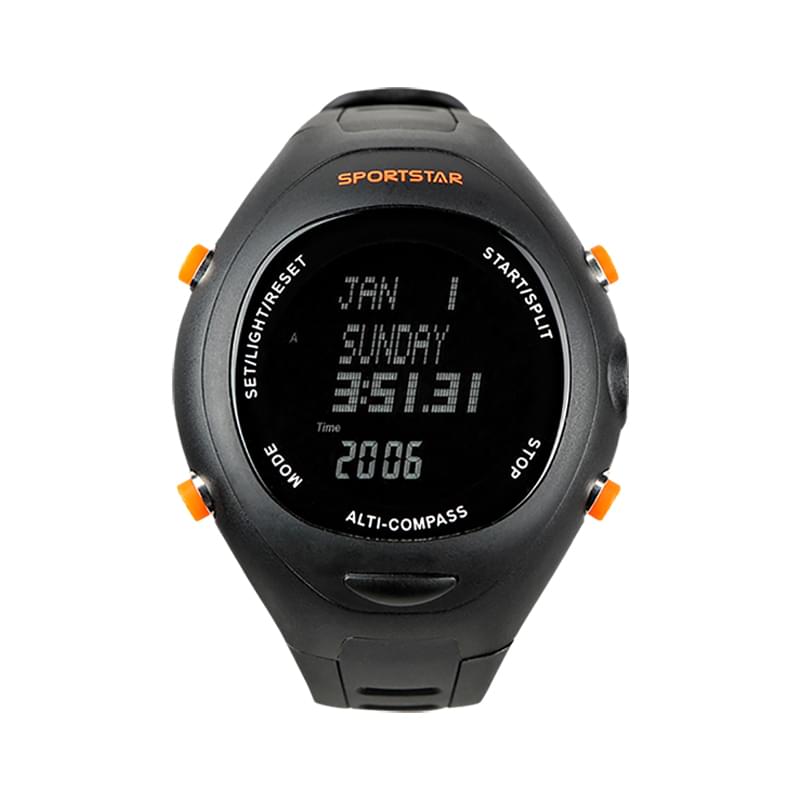 SPORTSTAR
SET/LIGHT/RESET
START/SPLIT
JAN 1
A
SUNDAY
3:51.31
Time
2006
MODE
STOP
ALTI-COMPASS